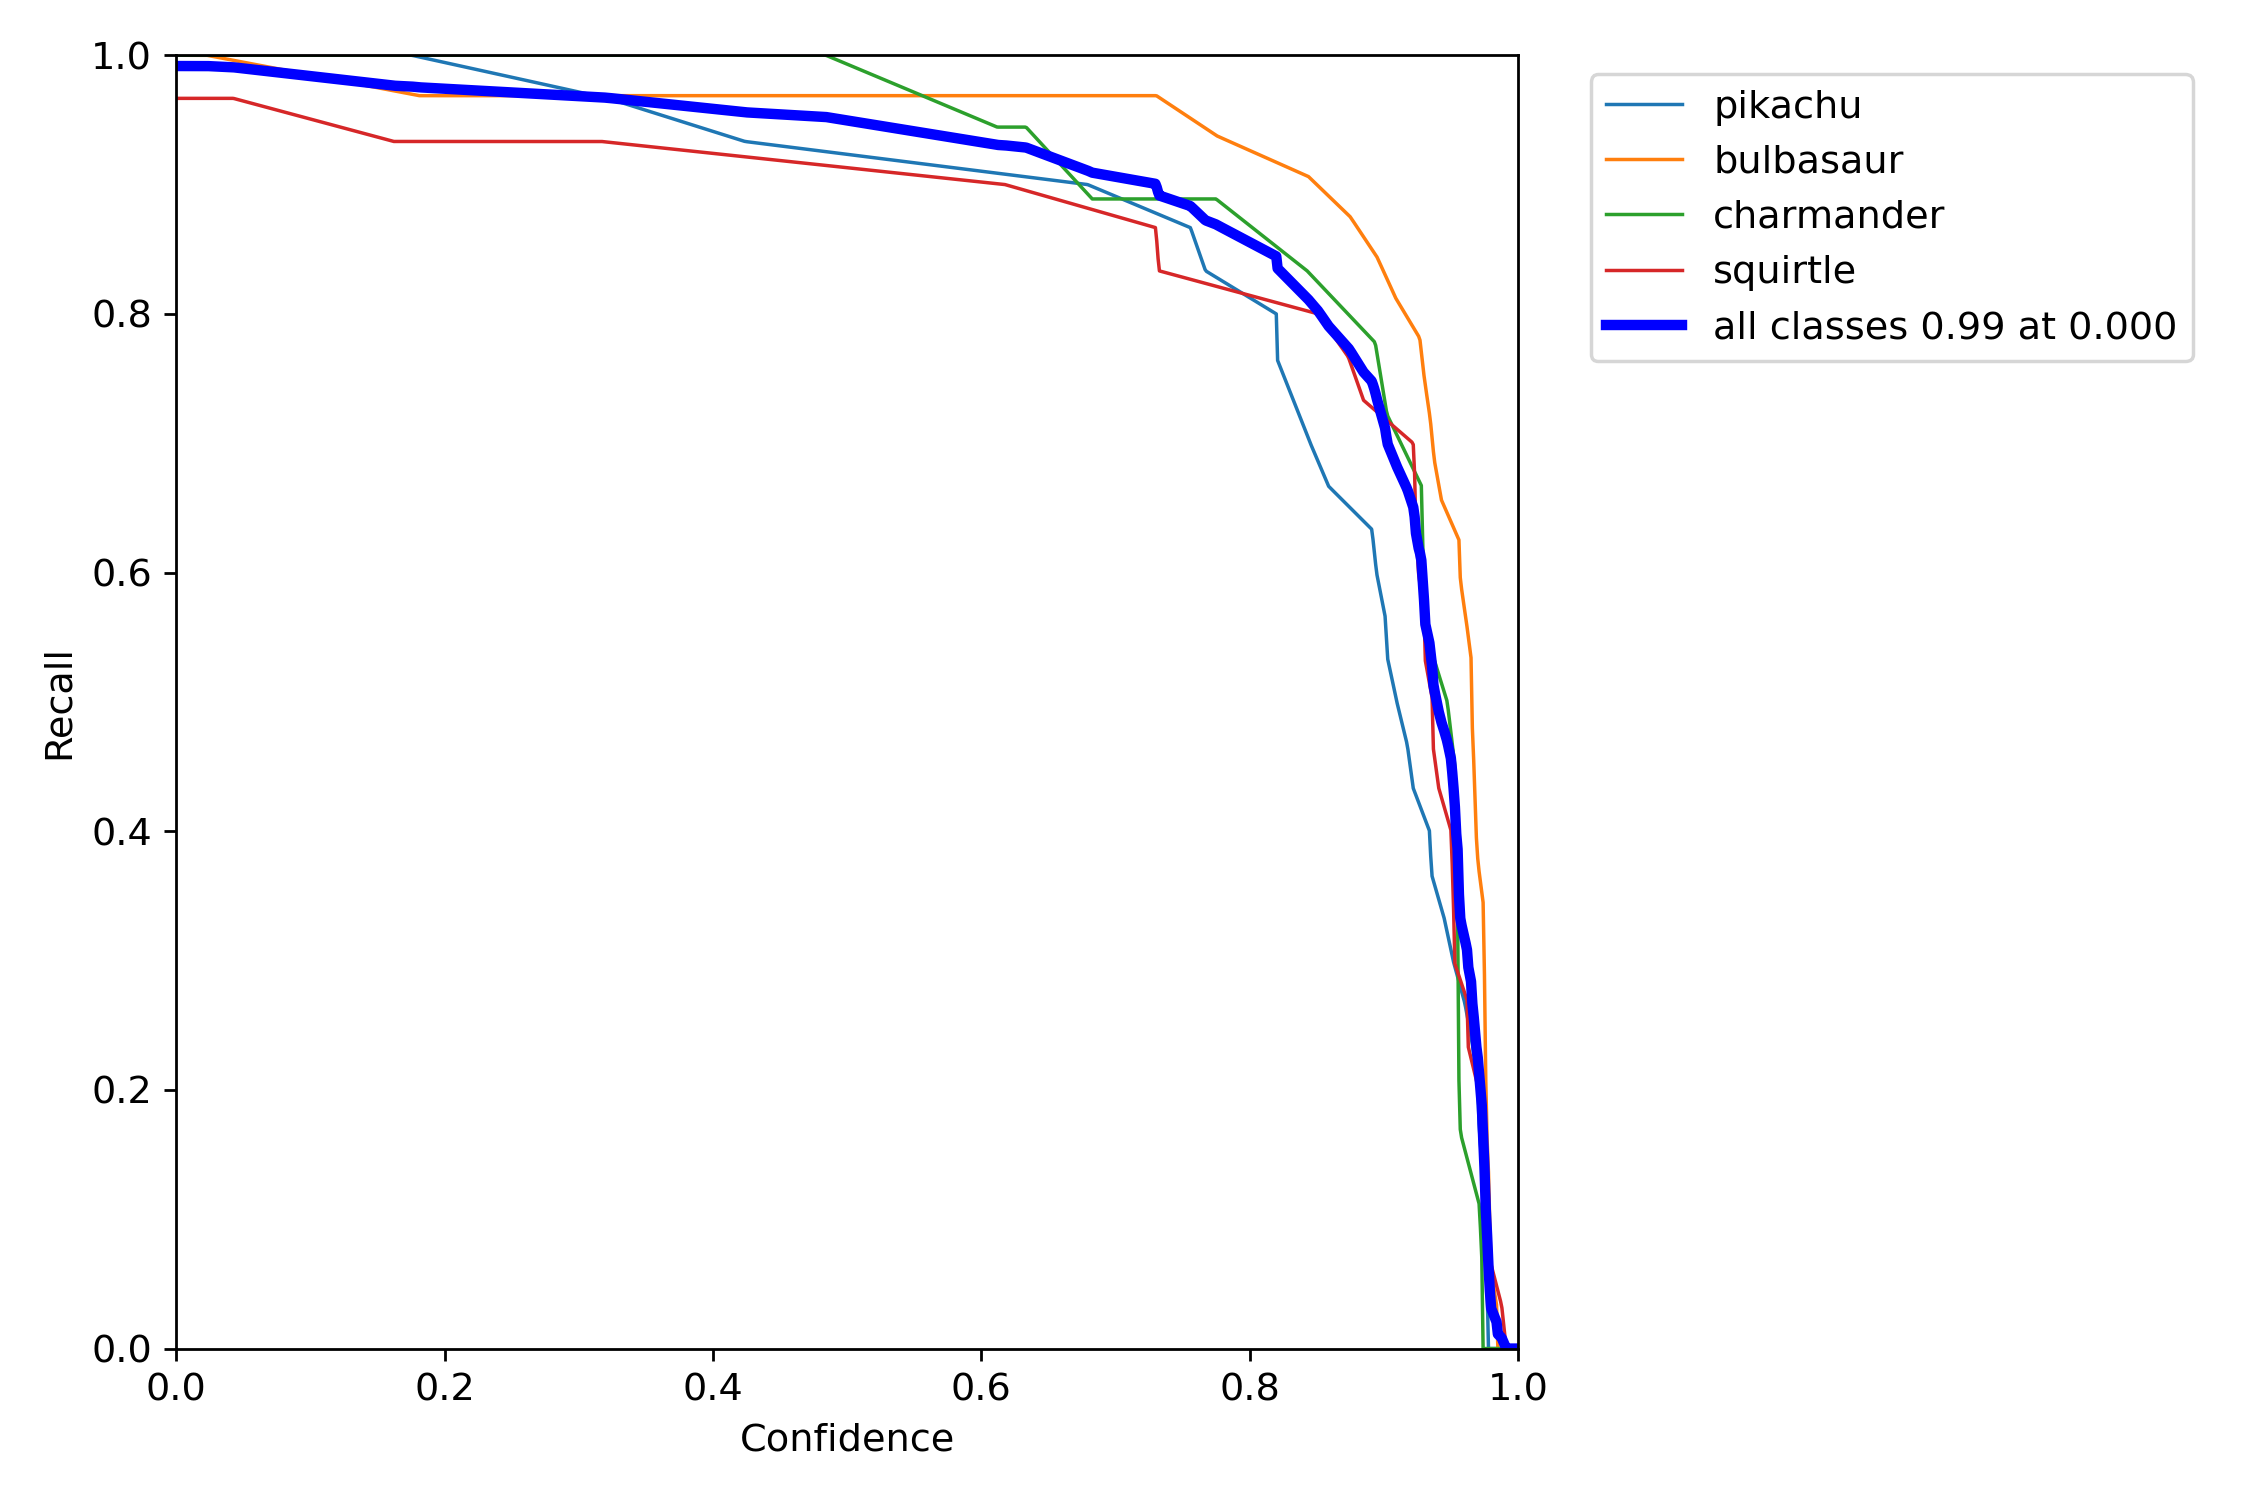 1.0
0.8
0.6
0.4
0.2
0.0
Recall
0.0 0.2 0.4 0.6 0.8 1.0
Confidence
pikachu
bulbasaur
charmander
squirtle
all classes 0.99 at 0.000